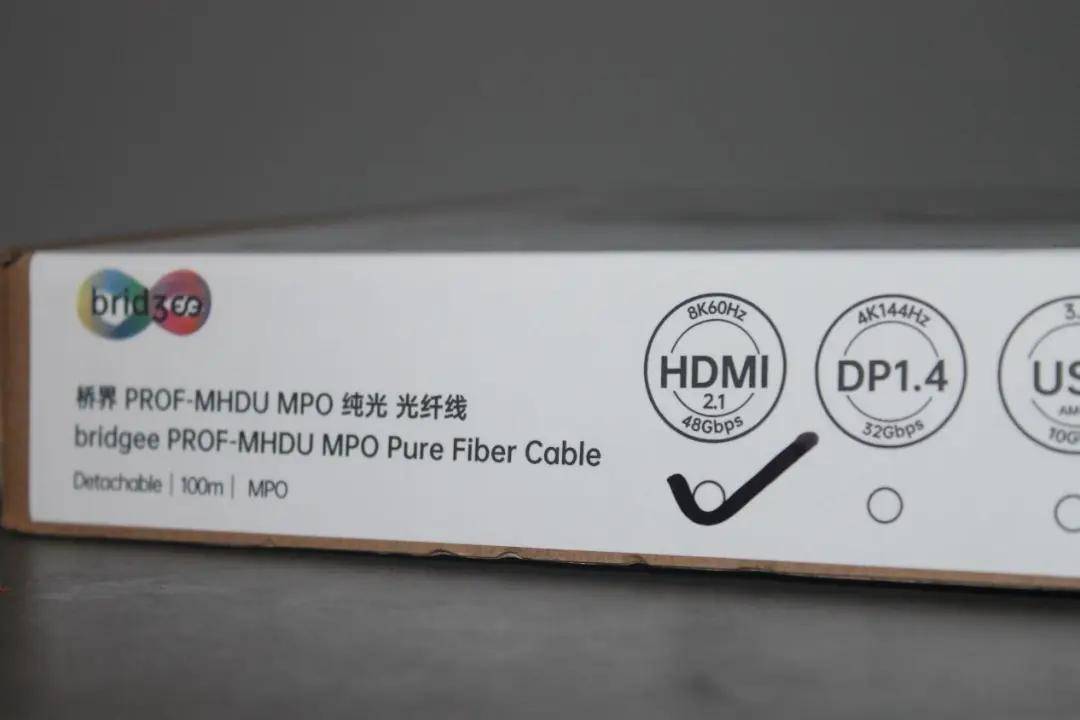 bridgee
桥界 PROF-MHDU MPO 纯光 光纤线
bridgee PROF-MHDU MPO Pure Fiber Cable
Detachable | 100m | MPO
8K60Hz
HDMI
2.1
48Gbps
4K144Hz
DP1.4
32Gbps